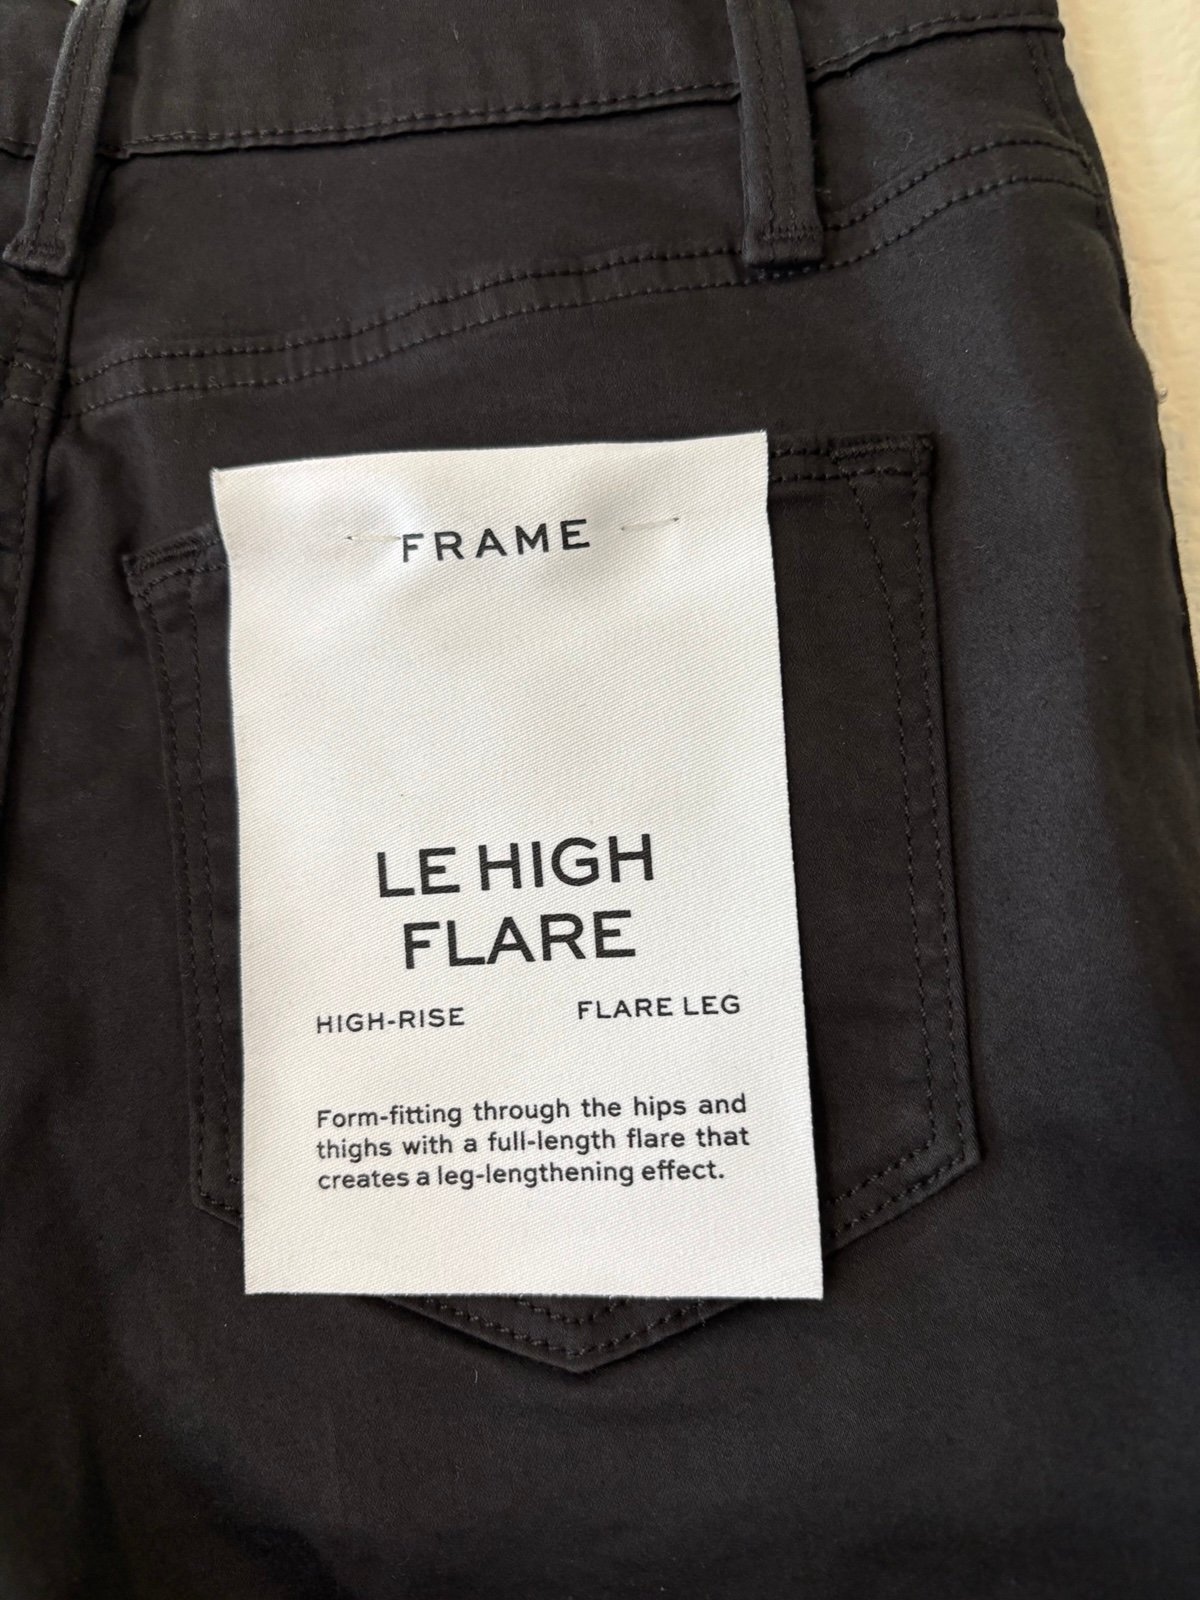 FRAME
LE HIGH
FLARE
HIGH-RISE FLARE LEG
Form-fitting through the hips and
thighs with a full-length flare that
creates a leg-lengthening effect.